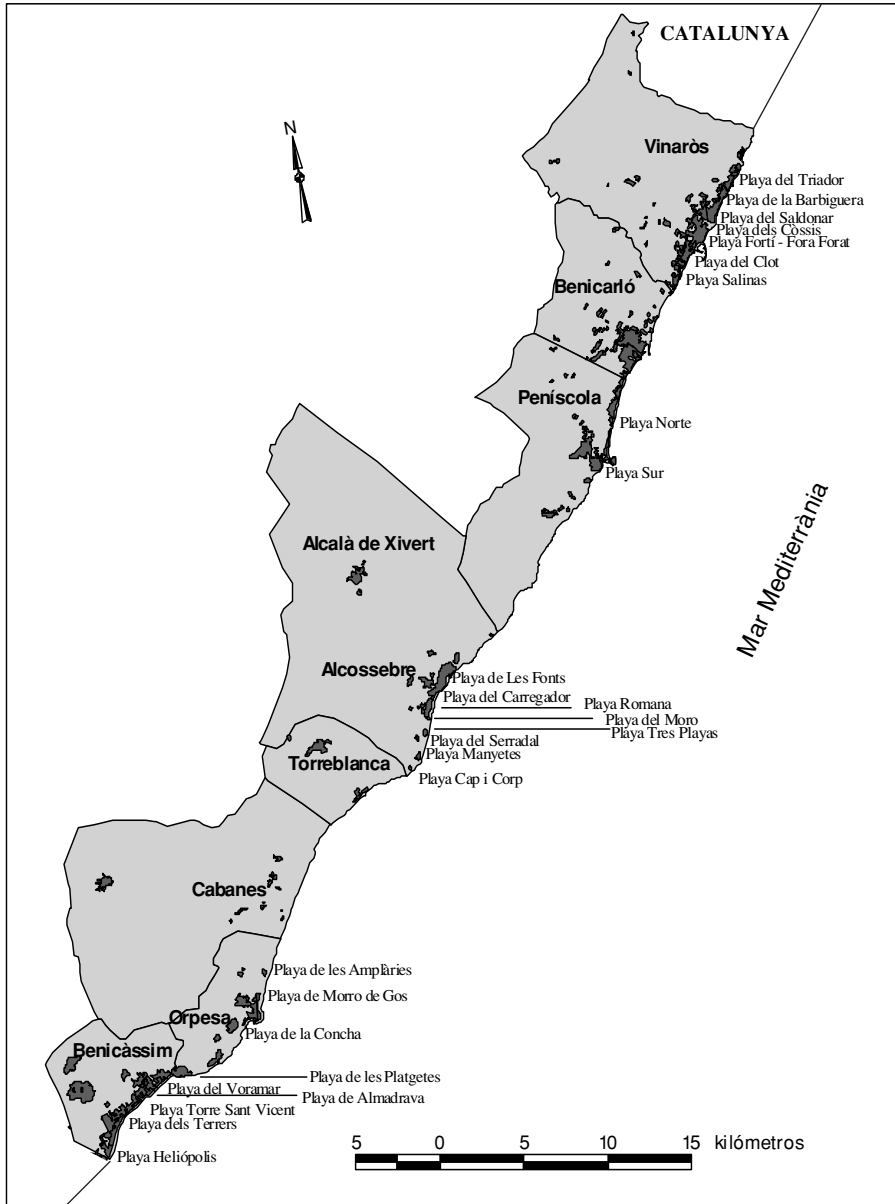 CATALUNYA
N
Vinaròs
Playa del Triador
Playa de la Barbiguera
Playa del Saldonar
Playa dels Còssis
Playa Fortí - Fora Forat
Playa del Clot
Playa Salinas
Benicarló
Peníscola
Playa Norte
Playa Sur
Mar Mediterrània
Alcalà de Xivert
Alcossebre
Playa de Les Fonts
Playa del Carregador
Playa Romana
Playa del Moro
Playa Tres Playas
Playa del Serradal
Playa Manyetes
Torreblanca
Playa Cap i Corp
Cabanes
Playa de les Amplàries
Playa de Morro de Gos
Orpesa
Playa de la Concha
Benicàssim
Playa de les Platgetes
Playa del Voramar
Playa de Almadrava
Playa Torre Sant Vicent
Playa dels Terrers
Playa Heliópolis
5 0 5 10 15 kilómetros